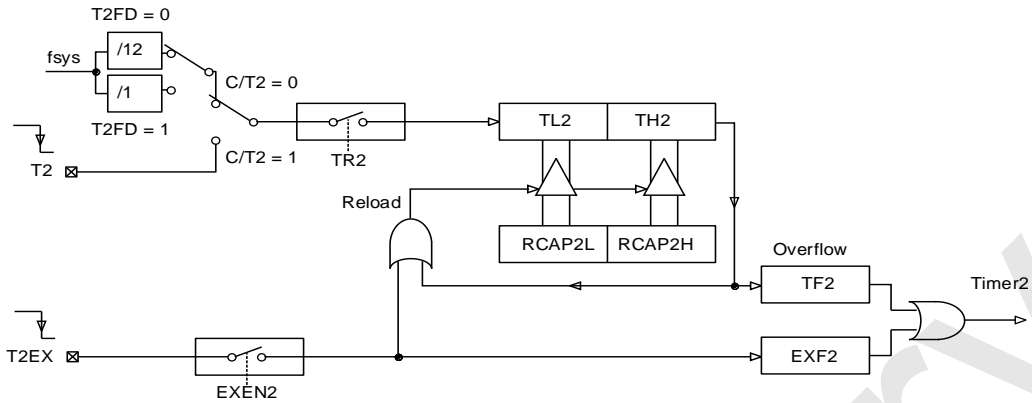 T2FD = 0
fsys
/12
/1
C/T2 = 0
T2FD = 1
C/T2 = 1
T2
TR2
TL2
TH2
Reload
RCAP2L
RCAP2H
Overflow
TF2
Timer2
T2EX
EXEN2
EXF2